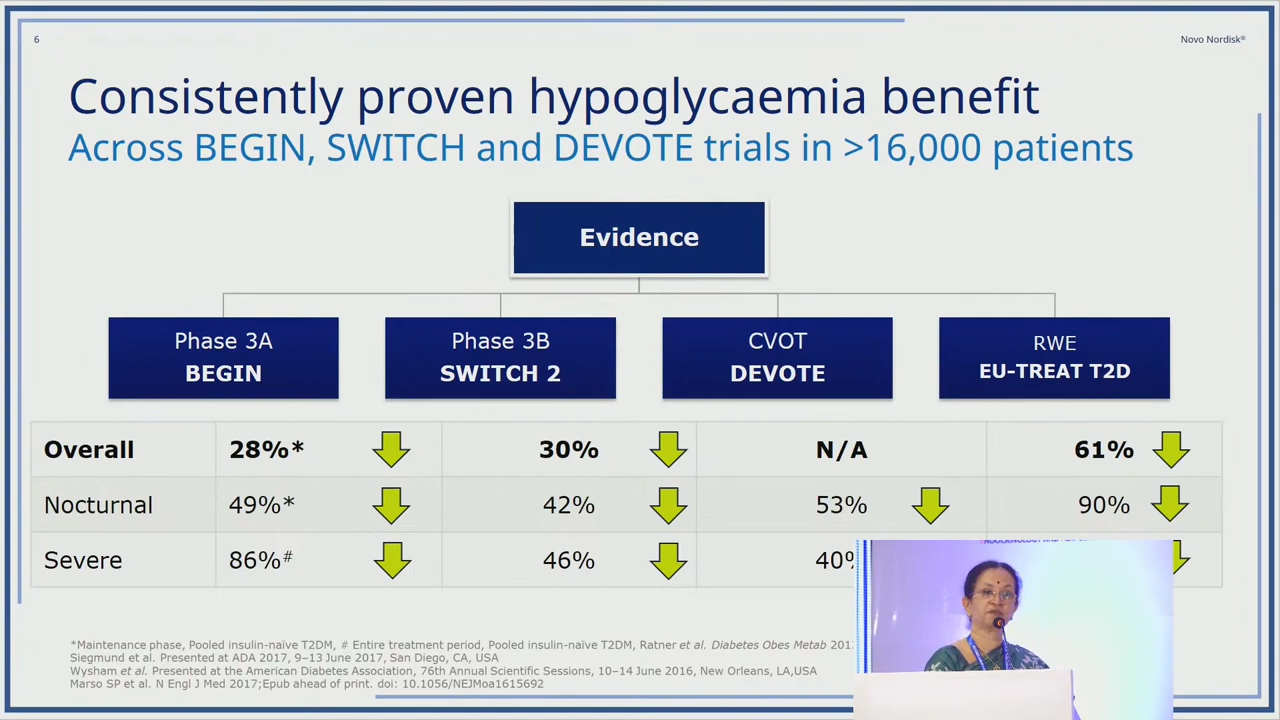 6
Novo Nordisk®
Consistently proven hypoglycaemia benefit
Across BEGIN, SWITCH and DEVOTE trials in >16,000 patients
Evidence
Phase 3A
BEGIN
Phase 3B
SWITCH 2
CVOT
DEVOTE
RWE
EU-TREAT T2D
Overall 28%* 30% N/A 61%
Nocturnal 49%* 42% 53% 90%
Severe 86%# 46% 40%
*Maintenance phase, Pooled insulin-naïve T2DM, # Entire treatment period, Pooled insulin-naïve T2DM, Ratner et al. Diabetes Obes Metab 201
Siegmund et al. Presented at ADA 2017, 9–13 June 2017, San Diego, CA, USA
Wysham et al. Presented at the American Diabetes Association, 76th Annual Scientific Sessions, 10–14 June 2016, New Orleans, LA,USA
Marso SP et al. N Engl J Med 2017;Epub ahead of print. doi: 10.1056/NEJMoa1615692